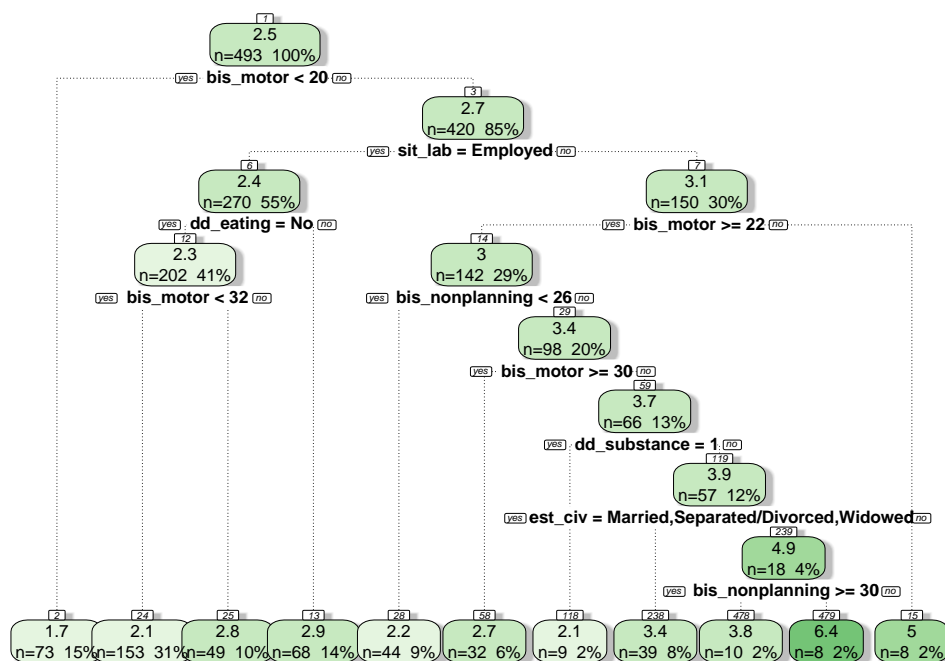 1
2.5
n=493 100%
yes bis_motor < 20 no
3
2.7
n=420 85%
yes sit_lab = Employed no
6 7
2.4 3.1
n=270 55% n=150 30%
yes dd_eating = No no yes bis_motor >= 22 no
12 14
2.3 3
n=202 41% n=142 29%
yes bis_motor < 32 no yes bis_nonplanning < 26 no
29
3.4
n=98 20%
yes bis_motor >= 30 no
59
3.7
n=66 13%
yes dd_substance = 1 no
119
3.9
n=57 12%
yes est_civ = Married,Separated/Divorced,Widowed no
239
4.9
n=18 4%
yes bis_nonplanning >= 30 no
2 24 25 13 28 58 118 238 478 479 15
1.7 2.1 2.8 2.9 2.2 2.7 2.1 3.4 3.8 6.4 5
n=73 15% n=153 31% n=49 10% n=68 14% n=44 9% n=32 6% n=9 2% n=39 8% n=10 2% n=8 2% n=8 2%